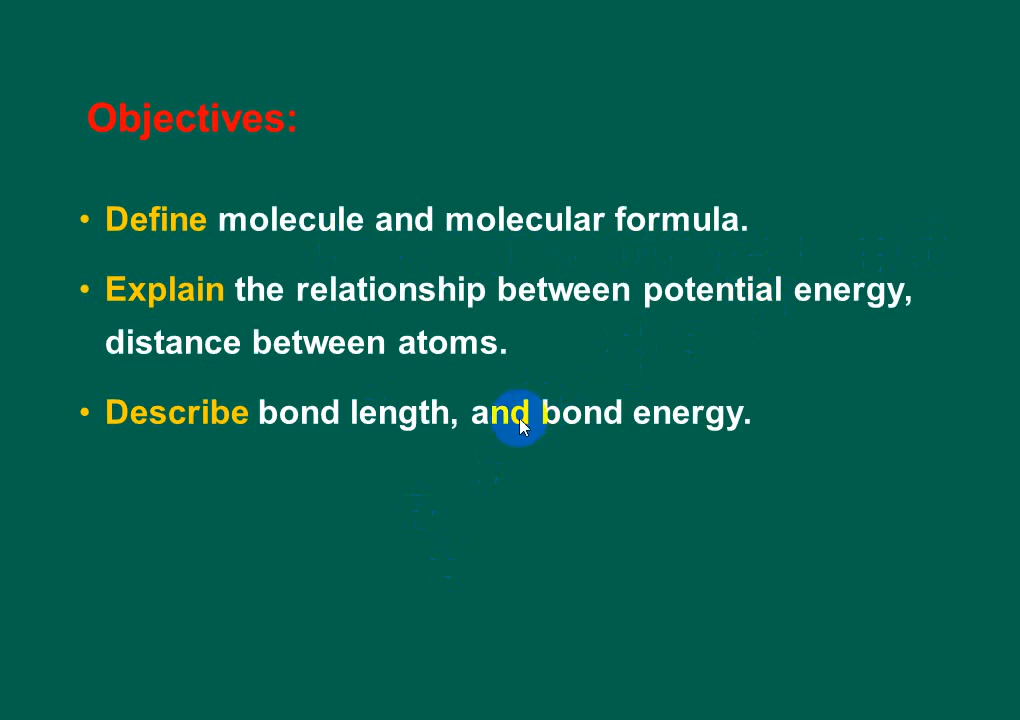 Objectives:
• Define molecule and molecular formula.
• Explain the relationship between potential energy,
distance between atoms.
• Describe bond length, and bond energy.